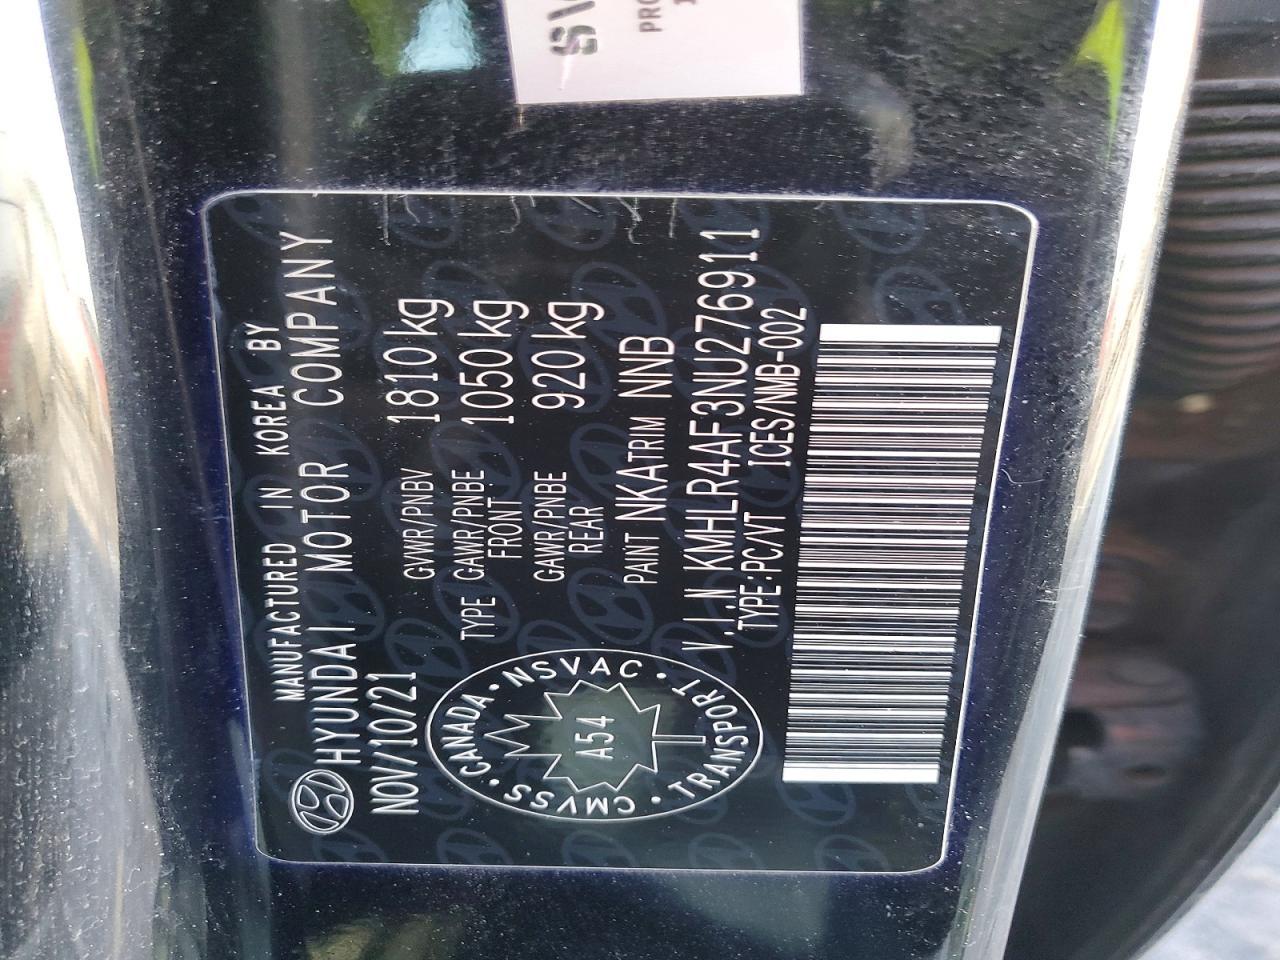 MANUFACTURED IN KOREA BY
HYUNDAI MOTOR COMPANY
NOV/10/21
GVWR/PNBV 1810 kg
TYPE GAWR/PNBE FRONT 1050 kg
GAWR/PNBE REAR 920 kg
PAINT NKA TRIM NNB
V.I.N KMHLR4AF3NU276911
TYPE:PC/VT ICES/NMB-002
CANADA · NSVAC · TRANSPORT · CMVSS
A54